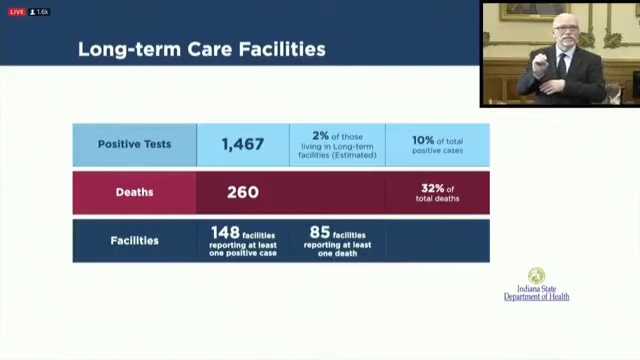 LIVE 1.6k
Long-term Care Facilities
Positive Tests
1,467
2% of those
living in Long-term
facilities (Estimated)
10% of total
positive cases
Deaths
260
32% of
total deaths
Facilities
148 facilities
reporting at least
one positive case
85 facilities
reporting at least
one death
Indiana State
Department of Health